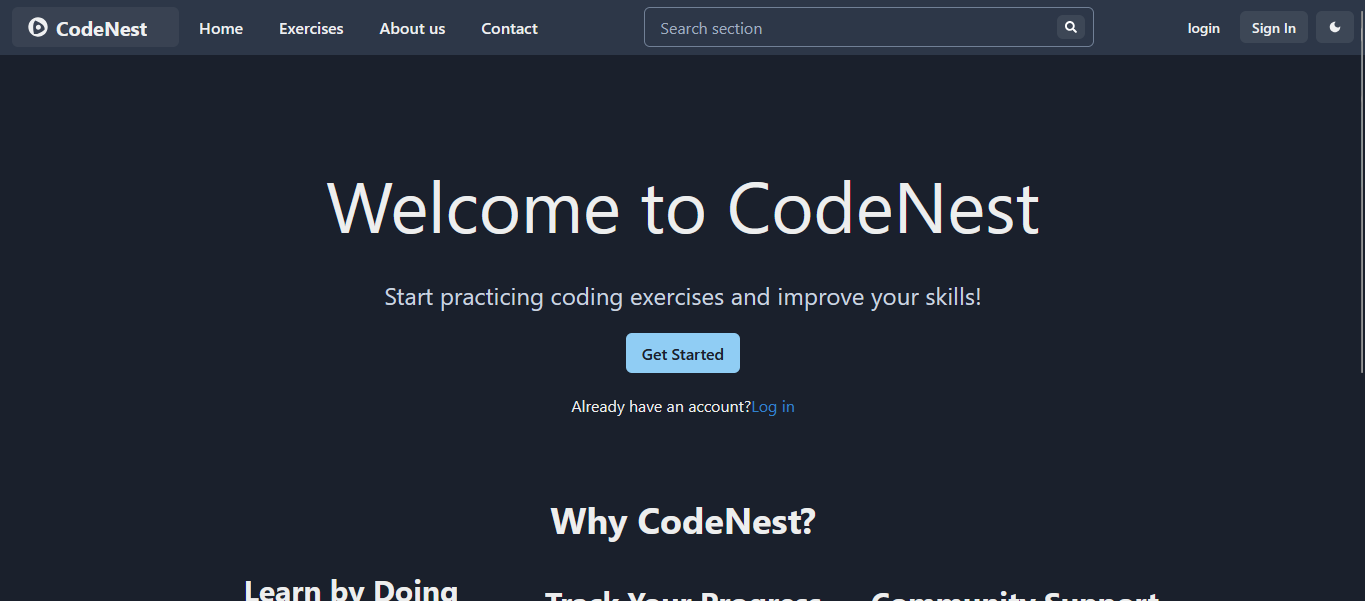 CodeNest Home Exercises About us Contact Search section login Sign In
Welcome to CodeNest
Start practicing coding exercises and improve your skills!
Get Started
Already have an account?Log in
Why CodeNest?
Learn by Doing Track Your Progress Community Support